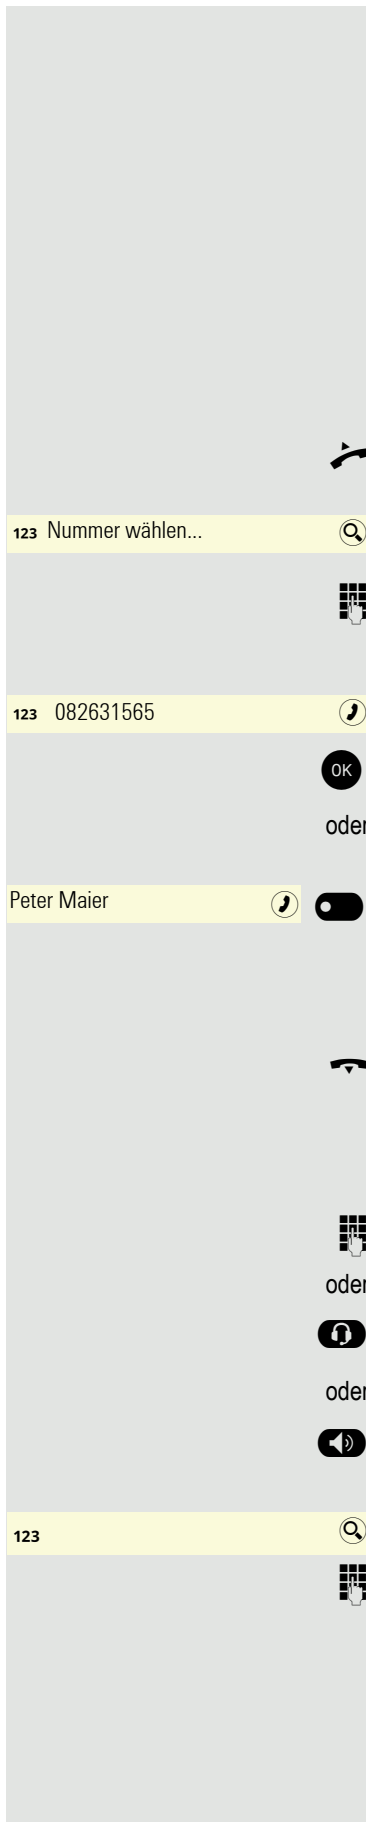 123 Nummer wählen...
123 082631565
OK
oder
Peter Maier
oder
oder
123